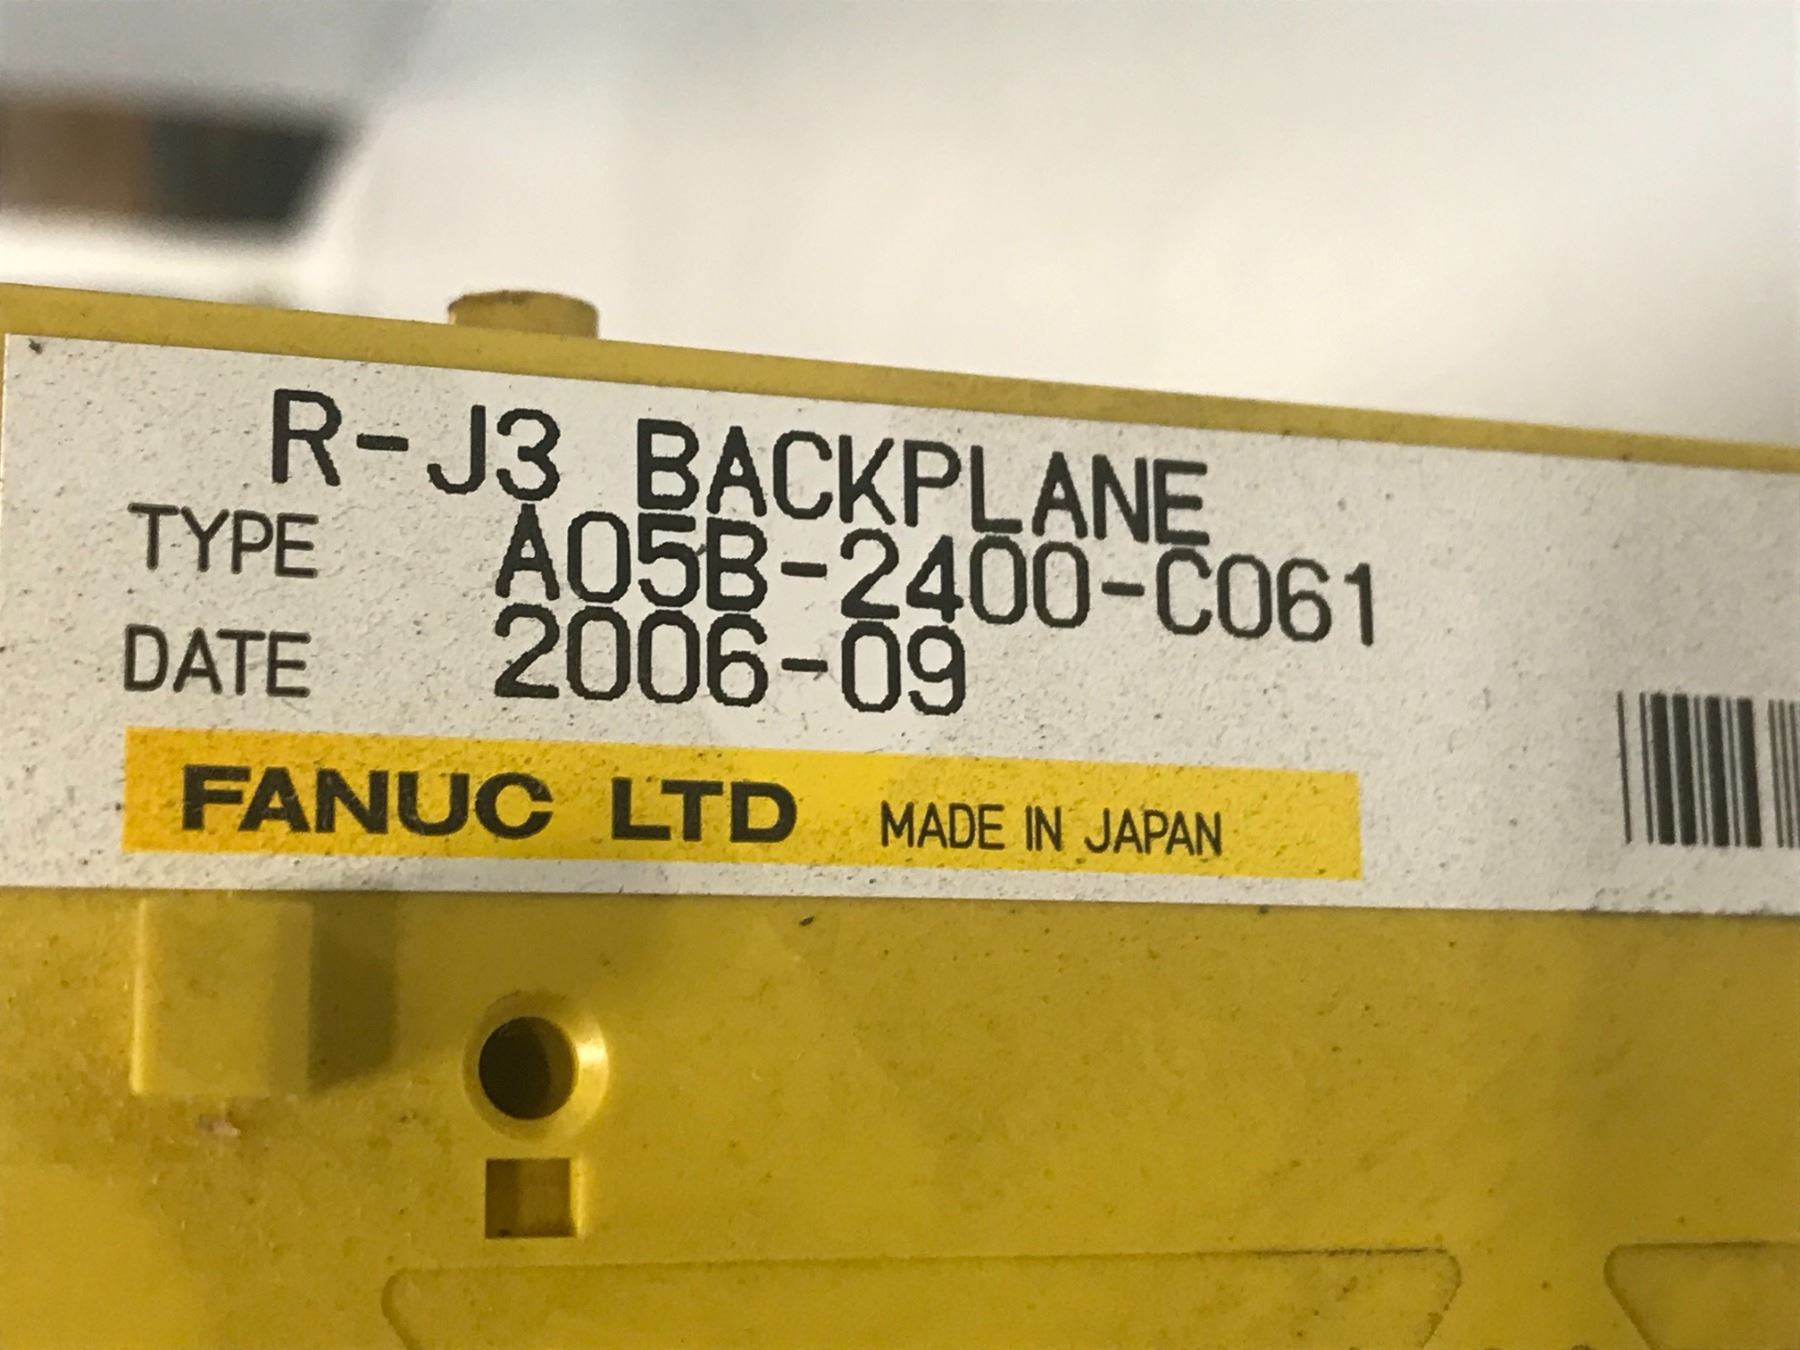 R-J3 BACKPLANE
TYPE A05B-2400-C061
DATE 2006-09
FANUC LTD MADE IN JAPAN